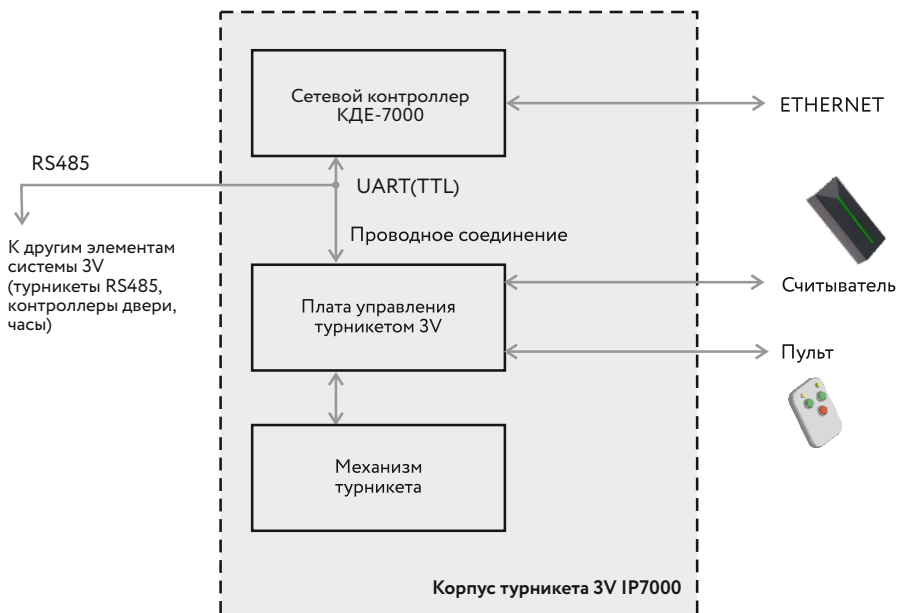 Сетевой контроллер
КДЕ-7000
ETHERNET
RS485
UART(TTL)
Проводное соединение
К другим элементам
системы 3V
(турникеты RS485,
контроллеры двери,
часы)
Плата управления
турникетом 3V
Считыватель
Пульт
Механизм
турникета
Корпус турникета 3V IP7000